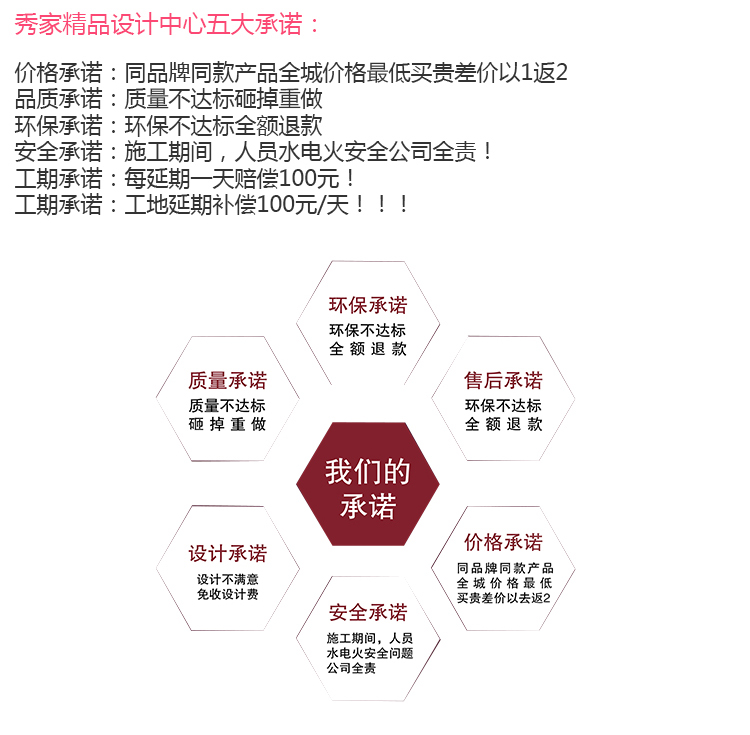 秀家精品设计中心五大承诺：
价格承诺：同品牌同款产品全城价格最低买贵差价以1返2
品质承诺：质量不达标砸掉重做
环保承诺：环保不达标全额退款
安全承诺：施工期间，人员水电火安全公司全责！
工期承诺：每延期一天赔偿100元！
工期承诺：工地延期补偿100元/天！！！
环保承诺
环保不达标
全额退款
质量承诺
质量不达标
砸掉重做
售后承诺
环保不达标
全额退款
我们的
承诺
设计承诺
设计不满意
免收设计费
价格承诺
同品牌同款产品
全城价格最低
买贵差价以去返2
安全承诺
施工期间，人员
水电火安全问题
公司全责